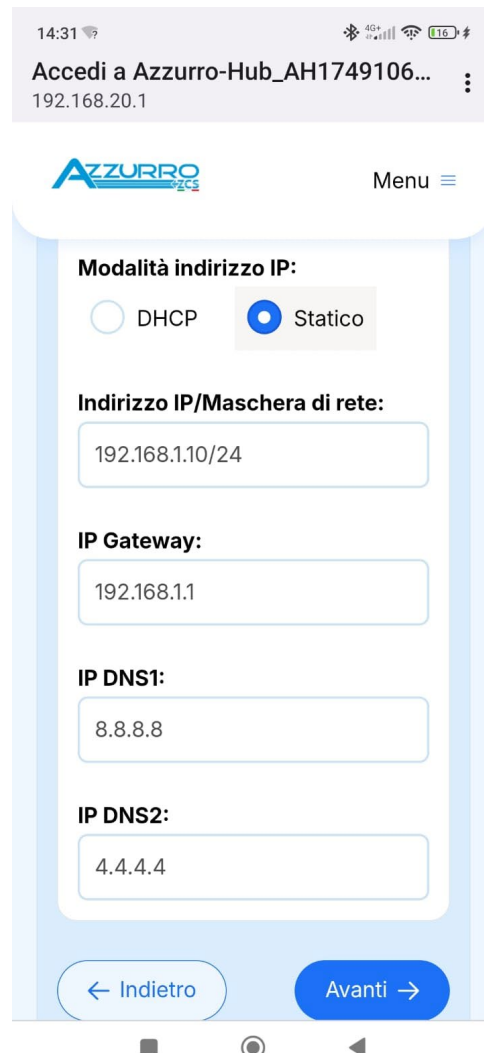 14:31
4G+
16
Accedi a Azzurro-Hub_AH1749106...
192.168.20.1
AZZURRO
ZCS
Menu
Modalità indirizzo IP:
DHCP
Statico
Indirizzo IP/Maschera di rete:
192.168.1.10/24
IP Gateway:
192.168.1.1
IP DNS1:
8.8.8.8
IP DNS2:
4.4.4.4
← Indietro
Avanti →